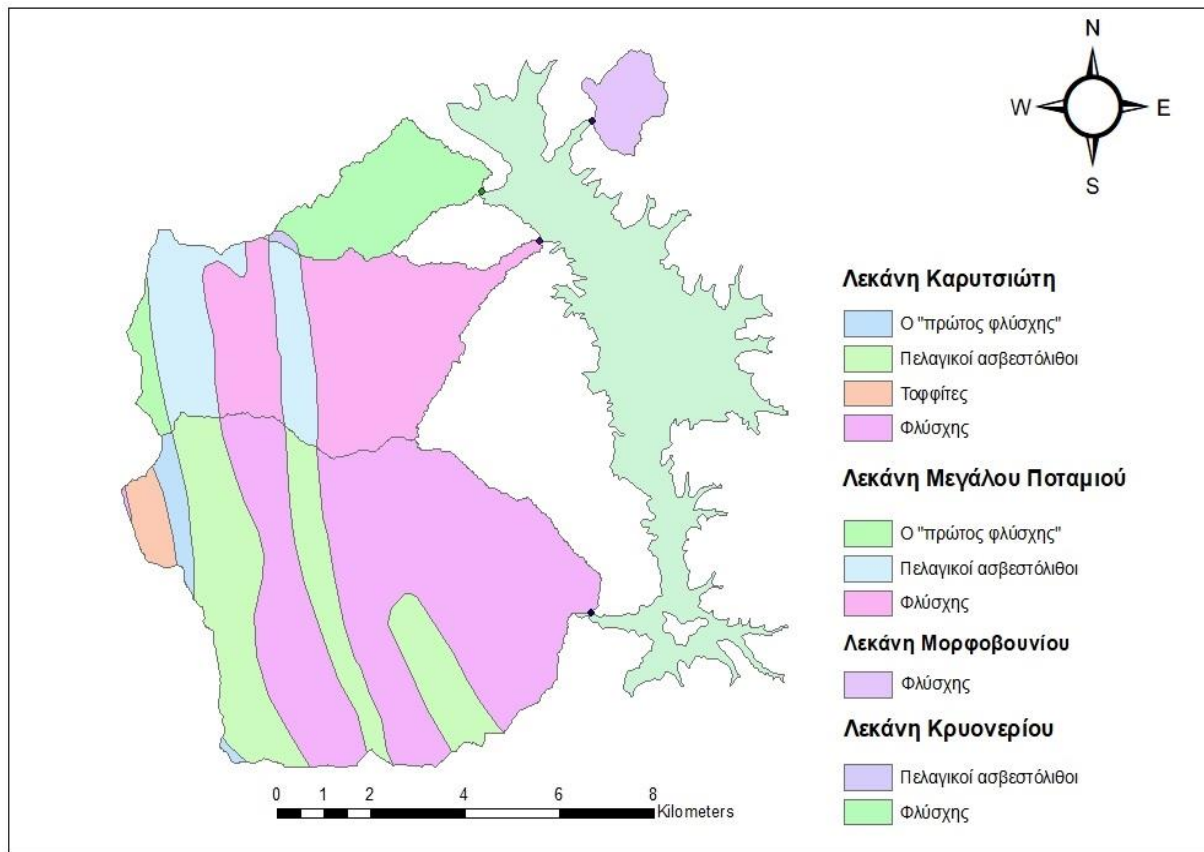 N
W E
S
Λεκάνη Καρυτσιώτη
Ο "πρώτος φλύσχης"
Πελαγικοί ασβεστόλιθοι
Τοφφίτες
Φλύσχης
Λεκάνη Μεγάλου Ποταμιού
Ο "πρώτος φλύσχης"
Πελαγικοί ασβεστόλιθοι
Φλύσχης
Λεκάνη Μορφοβουνίου
Φλύσχης
Λεκάνη Κρυονερίου
Πελαγικοί ασβεστόλιθοι
Φλύσχης
0 1 2 4 6 8
Kilometers